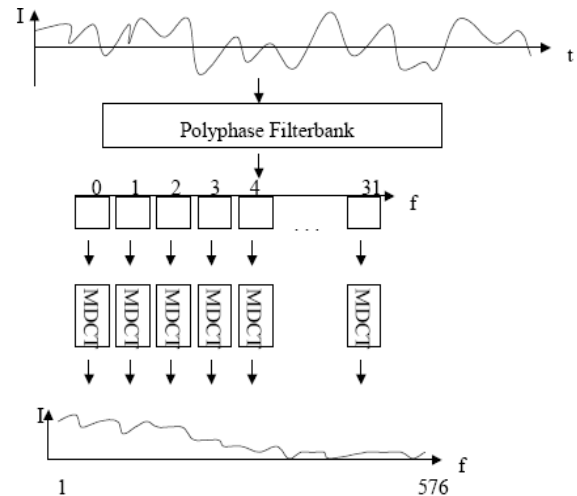 I
t
Polyphase Filterbank
0 1 2 3 4 31
f
. . .
MDCT MDCT MDCT MDCT MDCT MDCT
I
f
1 576